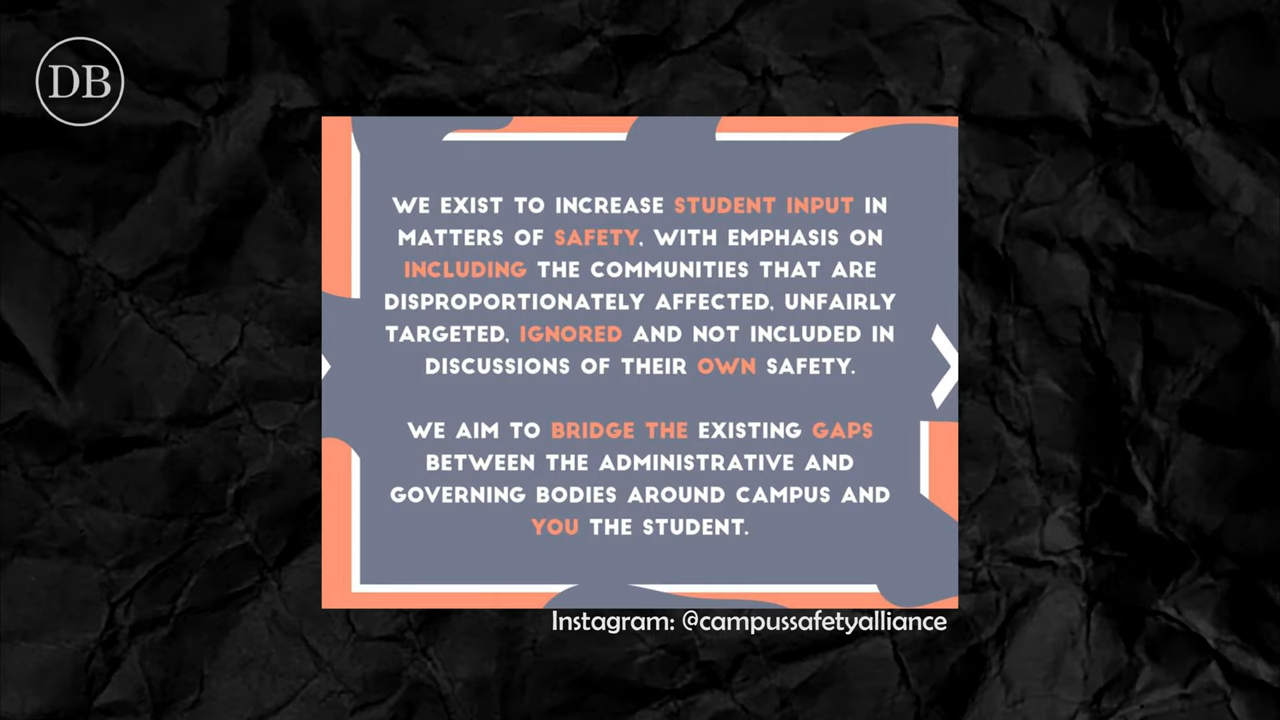 DB
WE EXIST TO INCREASE STUDENT INPUT IN
MATTERS OF SAFETY, WITH EMPHASIS ON
INCLUDING THE COMMUNITIES THAT ARE
DISPROPORTIONATELY AFFECTED, UNFAIRLY
TARGETED, IGNORED AND NOT INCLUDED IN
DISCUSSIONS OF THEIR OWN SAFETY.
WE AIM TO BRIDGE THE EXISTING GAPS
BETWEEN THE ADMINISTRATIVE AND
GOVERNING BODIES AROUND CAMPUS AND
YOU THE STUDENT.
Instagram: @campussafetyalliance